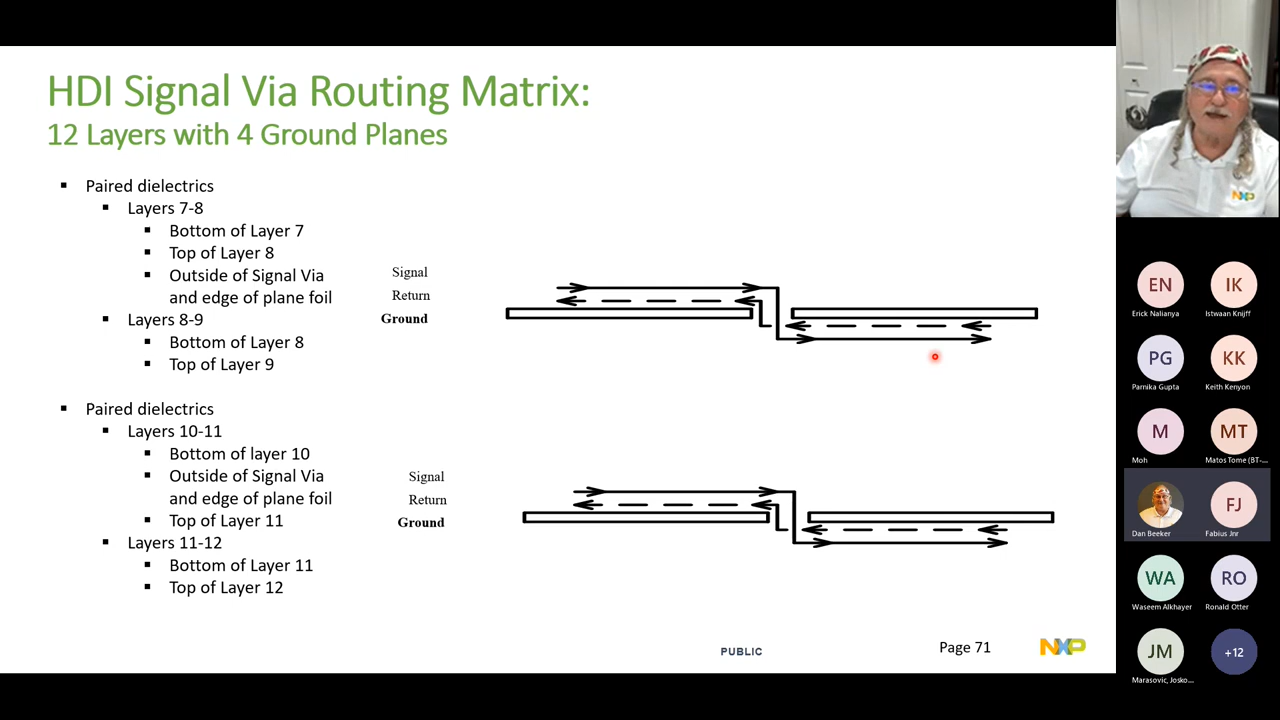 HDI Signal Via Routing Matrix:
12 Layers with 4 Ground Planes
Paired dielectrics
Layers 7-8
Bottom of Layer 7
Top of Layer 8
Outside of Signal Via
and edge of plane foil
Layers 8-9
Bottom of Layer 8
Top of Layer 9
Signal
Return
Ground
Paired dielectrics
Layers 10-11
Bottom of layer 10
Outside of Signal Via
and edge of plane foil
Top of Layer 11
Layers 11-12
Bottom of Layer 11
Top of Layer 12
Signal
Return
Ground
PUBLIC
Page 71
NXP
NXP
EN
Erick Nalianya
IK
Istwaan Knijff
PG
Parnika Gupta
KK
Keith Kenyon
M
Moh
MT
Matos Tome (BT-...
Dan Beeker
FJ
Fabius Jnr
WA
Waseem Alkhayer
RO
Ronald Otter
JM
Marasovic, Josko...
+12